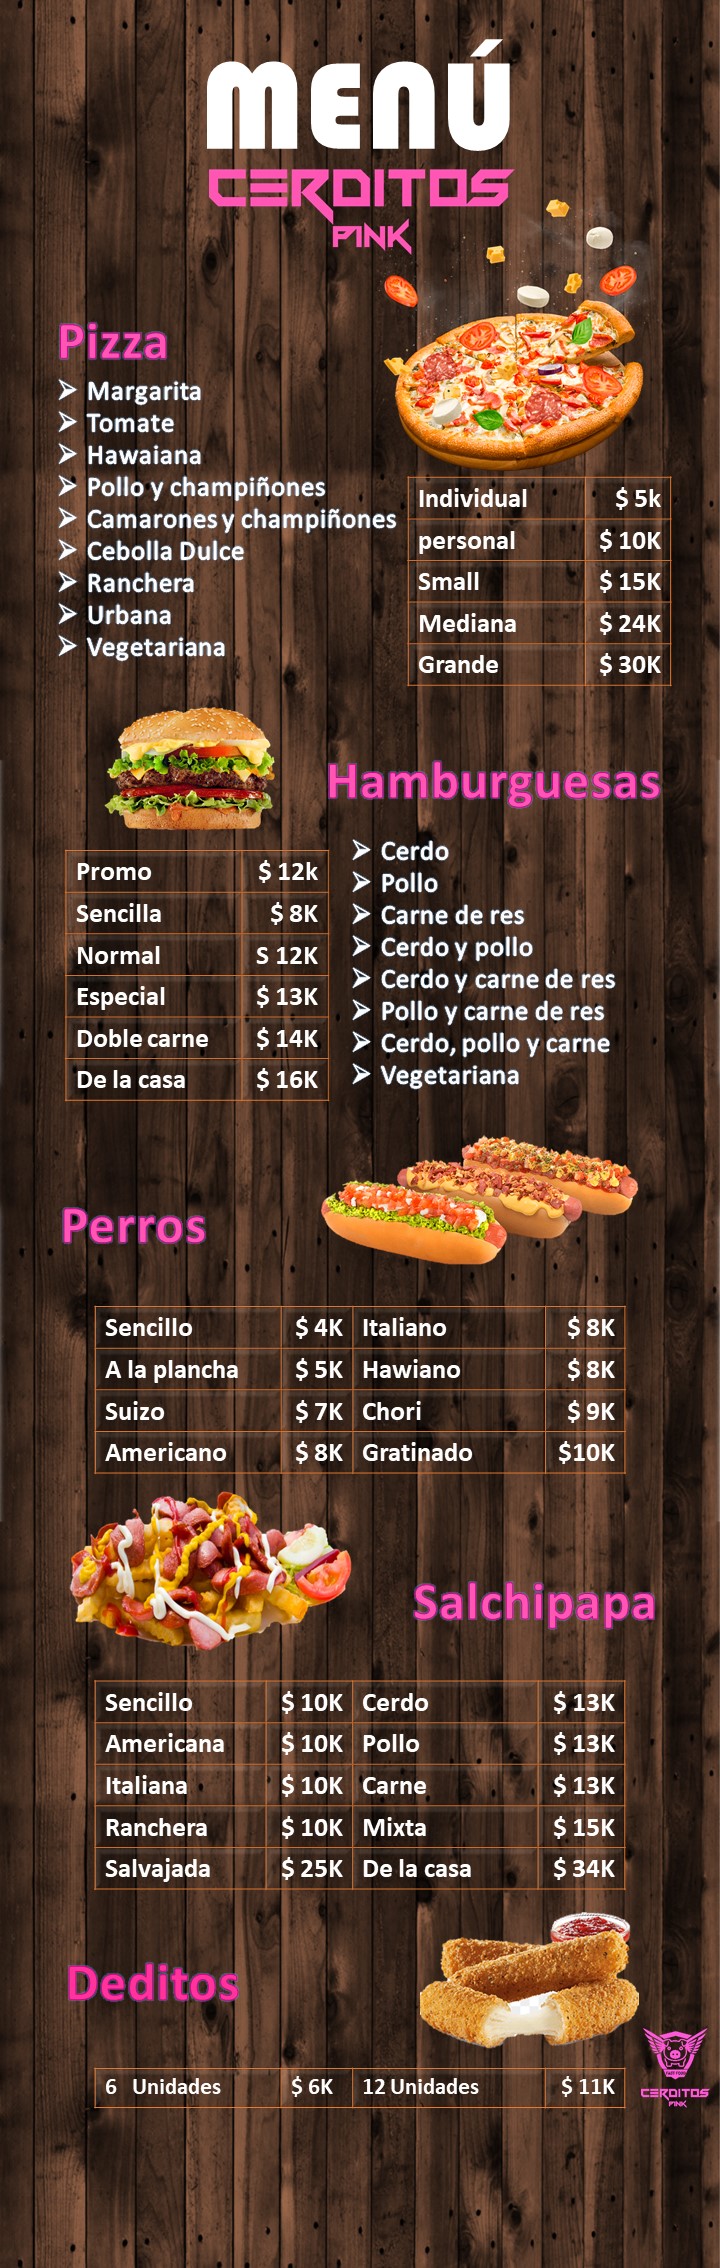 MENÚ
CERDITOS
PINK
Pizza
Margarita
Tomate
Hawaiana
Pollo y champiñones
Camarones y champiñones
Cebolla Dulce
Ranchera
Urbana
Vegetariana
Individual $ 5k
personal $ 10K
Small $ 15K
Mediana $ 24K
Grande $ 30K
Hamburguesas
Promo $ 12k
Sencilla $ 8K
Normal S 12K
Especial $ 13K
Doble carne $ 14K
De la casa $ 16K
Cerdo
Pollo
Carne de res
Cerdo y pollo
Cerdo y carne de res
Pollo y carne de res
Cerdo, pollo y carne
Vegetariana
Perros
Sencillo $ 4K Italiano $ 8K
A la plancha $ 5K Hawiano $ 8K
Suizo $ 7K Chori $ 9K
Americano $ 8K Gratinado $10K
Salchipapa
Sencillo $ 10K Cerdo $ 13K
Americana $ 10K Pollo $ 13K
Italiana $ 10K Carne $ 13K
Ranchera $ 10K Mixta $ 15K
Salvajada $ 25K De la casa $ 34K
Deditos
6 Unidades $ 6K 12 Unidades $ 11K
FAST FOOD
CERDITOS
PINK